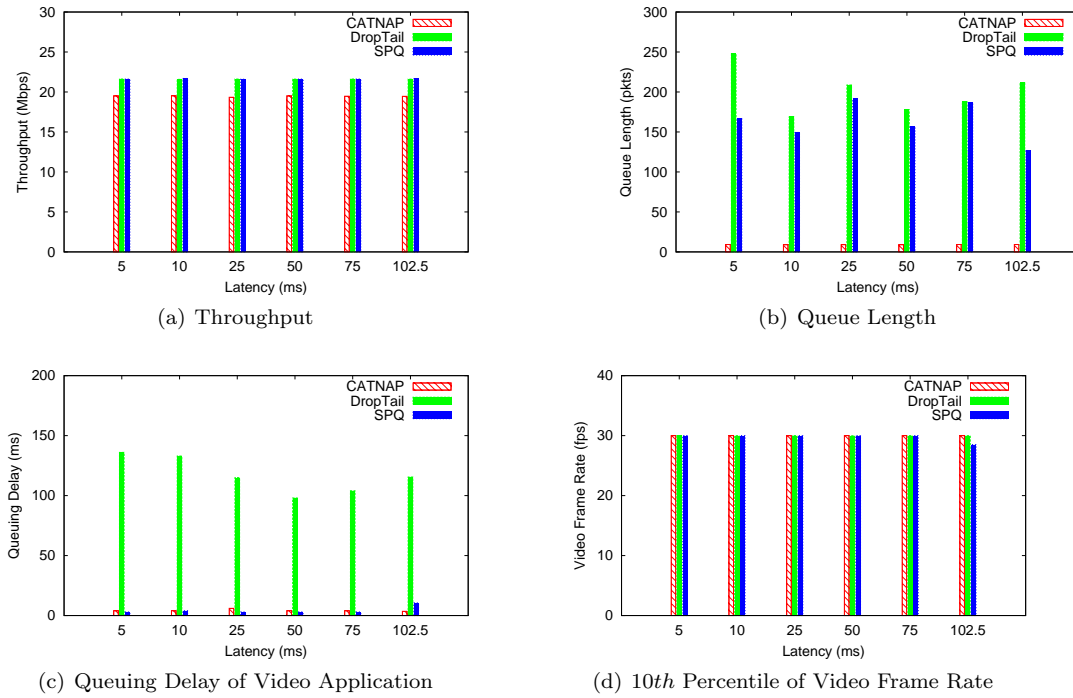 CATNAP
DropTail
SPQ
30
25
20
15
10
5
0
Throughput (Mbps)
5 10 25 50 75 102.5
Latency (ms)
(a) Throughput
CATNAP
DropTail
SPQ
300
250
200
150
100
50
0
Queue Length (pkts)
5 10 25 50 75 102.5
Latency (ms)
(b) Queue Length
CATNAP
DropTail
SPQ
200
150
100
50
0
Queuing Delay (ms)
5 10 25 50 75 102.5
Latency (ms)
(c) Queuing Delay of Video Application
CATNAP
DropTail
SPQ
40
30
20
10
0
Video Frame Rate (fps)
5 10 25 50 75 102.5
Latency (ms)
(d) 10th Percentile of Video Frame Rate